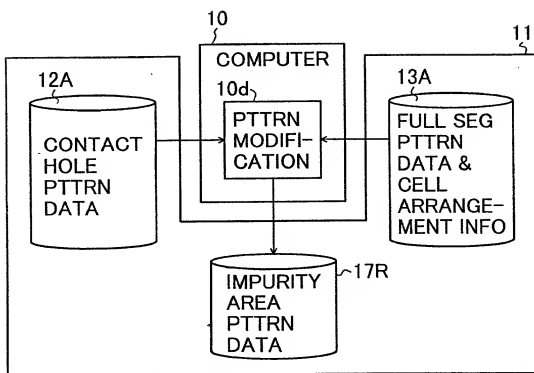 10
11
COMPUTER
12A
10d
13A
CONTACT
HOLE
PTTRN
DATA
PTTRN
MODIFI-
CATION
FULL SEG
PTTRN
DATA &
CELL
ARRANGE-
MENT INFO
IMPURITY
AREA
PTTRN
DATA
17R